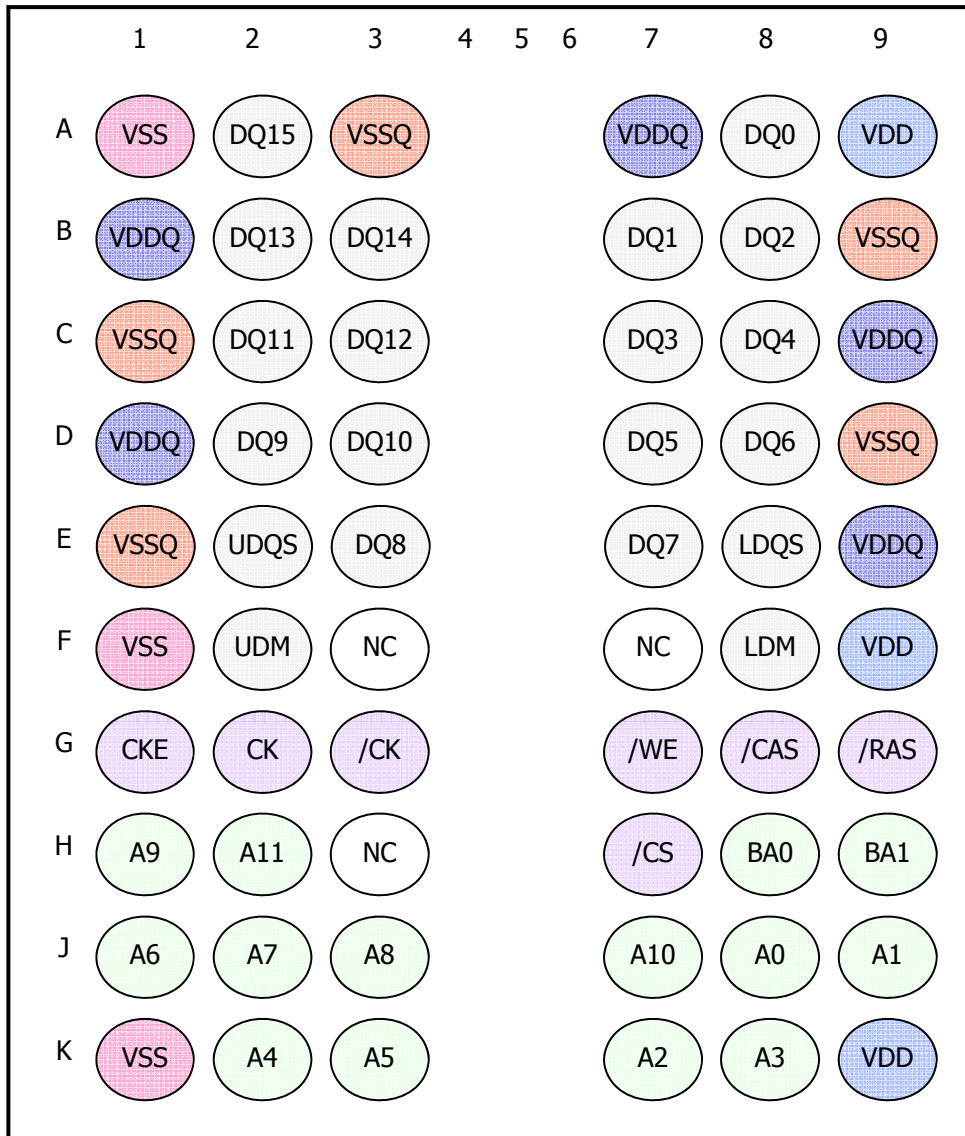 1 2 3 4 5 6 7 8 9
A VSS DQ15 VSSQ VDDQ DQ0 VDD
B VDDQ DQ13 DQ14 DQ1 DQ2 VSSQ
C VSSQ DQ11 DQ12 DQ3 DQ4 VDDQ
D VDDQ DQ9 DQ10 DQ5 DQ6 VSSQ
E VSSQ UDQS DQ8 DQ7 LDQS VDDQ
F VSS UDM NC NC LDM VDD
G CKE CK /CK /WE /CAS /RAS
H A9 A11 NC /CS BA0 BA1
J A6 A7 A8 A10 A0 A1
K VSS A4 A5 A2 A3 VDD